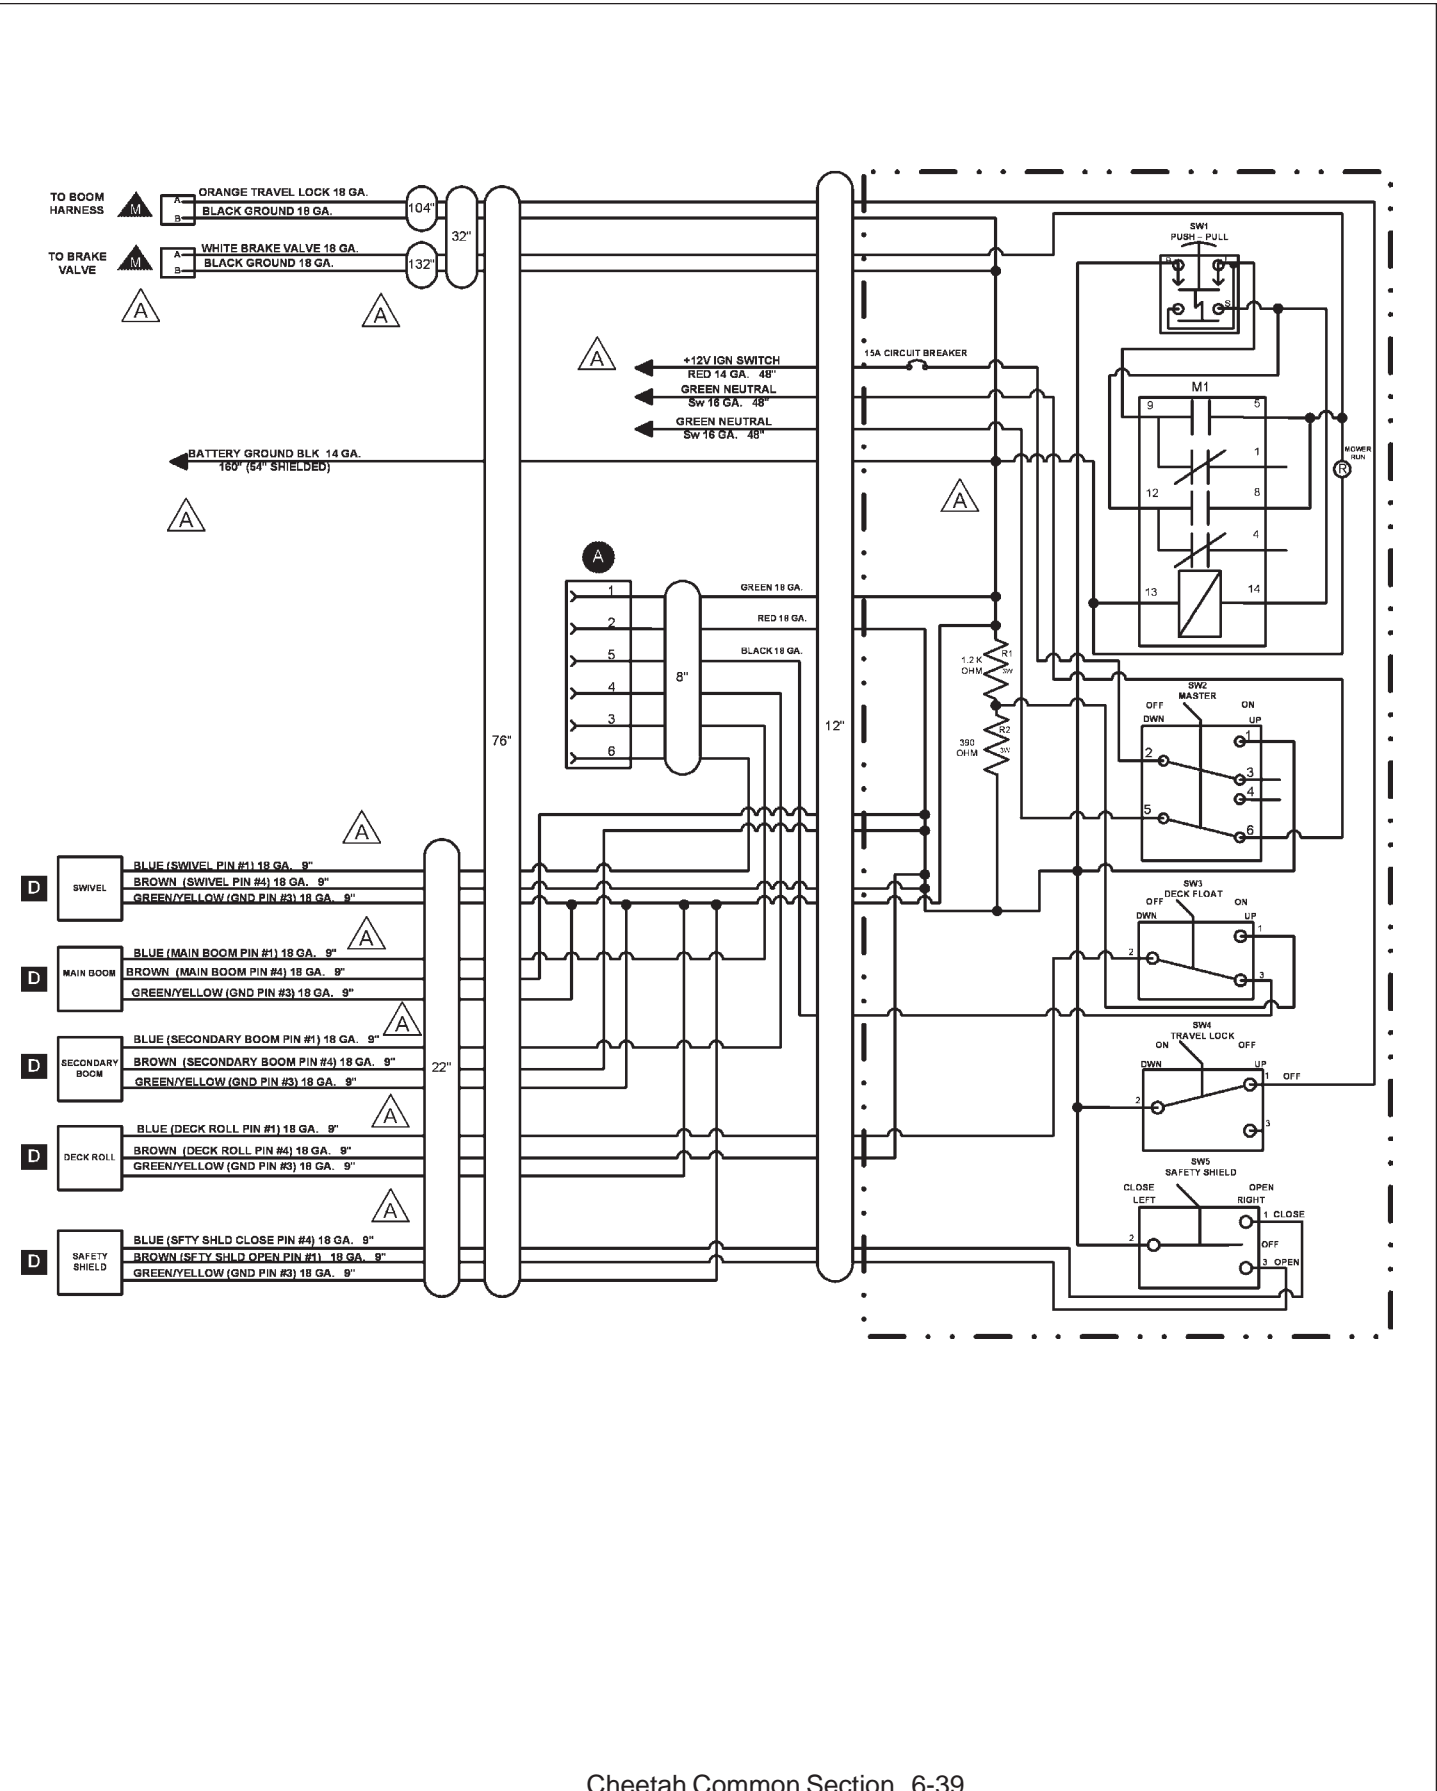 TO BOOM
HARNESS
M
A
B
ORANGE TRAVEL LOCK 18 GA.
BLACK GROUND 18 GA.
104"
32"
TO BRAKE
VALVE
M
A
B
WHITE BRAKE VALVE 18 GA.
BLACK GROUND 18 GA.
132"
A
A
A
+12V IGN SWITCH
RED 14 GA. 48"
GREEN NEUTRAL
Sw 16 GA. 48"
GREEN NEUTRAL
Sw 16 GA. 48"
15A CIRCUIT BREAKER
BATTERY GROUND BLK 14 GA.
160" (54" SHIELDED)
A
A
SW1
PUSH – PULL
S
M1
9
5
1
12
8
4
13
14
MOWER
RUN
R
A
1
2
5
4
3
6
8"
GREEN 18 GA.
RED 18 GA.
BLACK 18 GA.
76"
12"
1.2 K
OHM
R1
3W
390
OHM
R2
3W
SW2
MASTER
OFF
ON
DWN
UP
1
2
3
4
5
6
A
D
SWIVEL
BLUE (SWIVEL PIN #1) 18 GA. 9"
BROWN (SWIVEL PIN #4) 18 GA. 9"
GREEN/YELLOW (GND PIN #3) 18 GA. 9"
SW3
DECK FLOAT
OFF
ON
DWN
UP
1
2
3
A
D
MAIN BOOM
BLUE (MAIN BOOM PIN #1) 18 GA. 9"
BROWN (MAIN BOOM PIN #4) 18 GA. 9"
GREEN/YELLOW (GND PIN #3) 18 GA. 9"
A
D
SECONDARY
BOOM
BLUE (SECONDARY BOOM PIN #1) 18 GA. 9"
BROWN (SECONDARY BOOM PIN #4) 18 GA. 9"
GREEN/YELLOW (GND PIN #3) 18 GA. 9"
22"
SW4
TRAVEL LOCK
ON
OFF
DWN
UP
1
OFF
2
3
A
D
DECK ROLL
BLUE (DECK ROLL PIN #1) 18 GA. 9"
BROWN (DECK ROLL PIN #4) 18 GA. 9"
GREEN/YELLOW (GND PIN #3) 18 GA. 9"
SW5
SAFETY SHIELD
CLOSE
OPEN
LEFT
RIGHT
1 CLOSE
2
OFF
3 OPEN
A
D
SAFETY
SHIELD
BLUE (SFTY SHLD CLOSE PIN #4) 18 GA. 9"
BROWN (SFTY SHLD OPEN PIN #1) 18 GA. 9"
GREEN/YELLOW (GND PIN #3) 18 GA. 9"
Cheetah Common Section 6-39